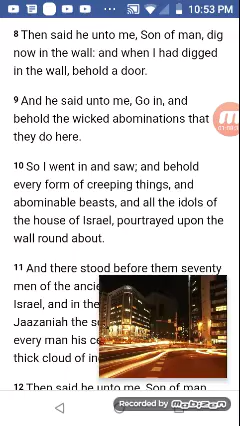 10:53 PM
8 Then said he unto me, Son of man, dig
now in the wall: and when I had digged
in the wall, behold a door.
9 And he said unto me, Go in, and
behold the wicked abominations that
they do here.
10 So I went in and saw; and behold
every form of creeping things, and
abominable beasts, and all the idols of
the house of Israel, pourtrayed upon the
wall round about.
11 And there stood before them seventy
men of the
Israel, and in the
Jaazaniah the
every man his
thick cloud of
12 Then said he unto me, Son of man
Recorded by mobizen